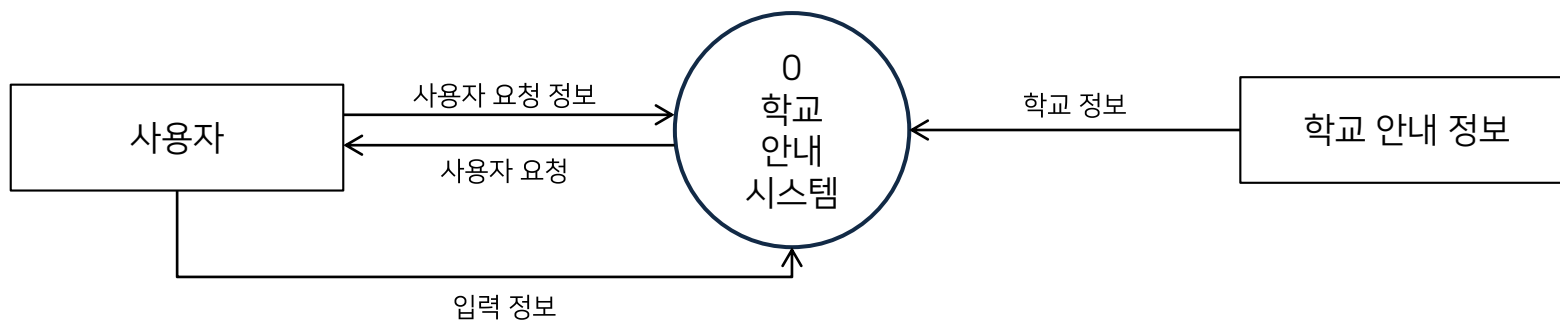 사용자
사용자 요청 정보
사용자 요청
입력 정보
0
학교
안내
시스템
학교 정보
학교 안내 정보